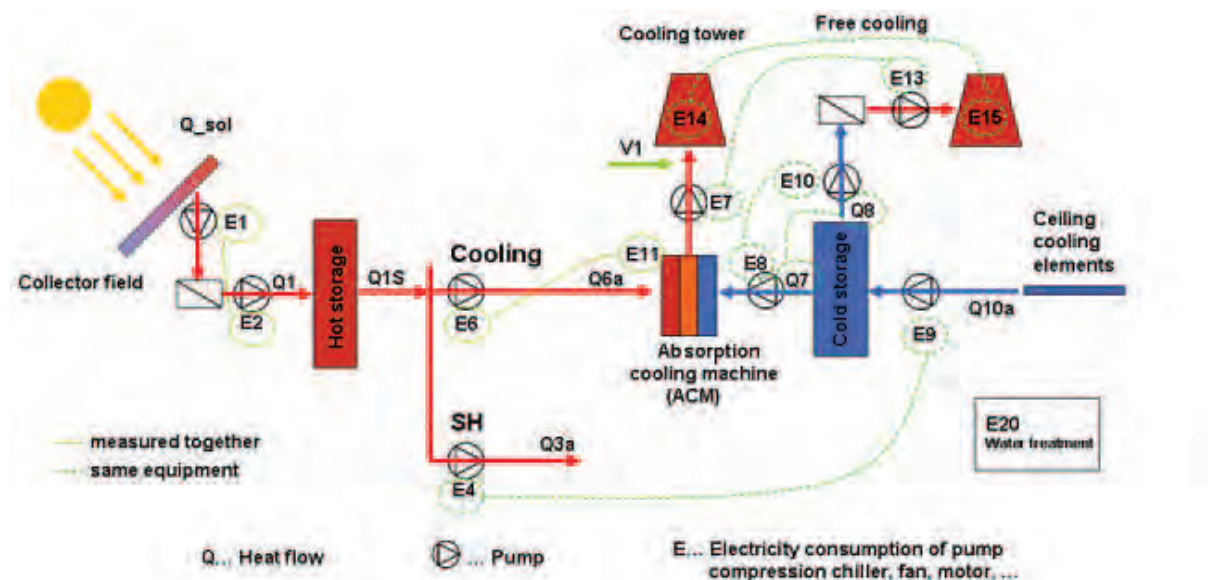 Free cooling
Cooling tower
E13
Q_sol
E14
E15
V1
E10
E7
Q8
E1
Ceiling
cooling
elements
Cooling
E11
E8
Collector field
Q1
Q1S
Q6a
Q7
Q10a
Hot storage
Cold storage
E2
E6
E9
Absorption
cooling machine
(ACM)
SH
E20
Water treatment
measured together
Q3a
same equipment
E4
Q... Heat flow
... Pump
E... Electricity consumption of pump
compression chiller, fan, motor, ...